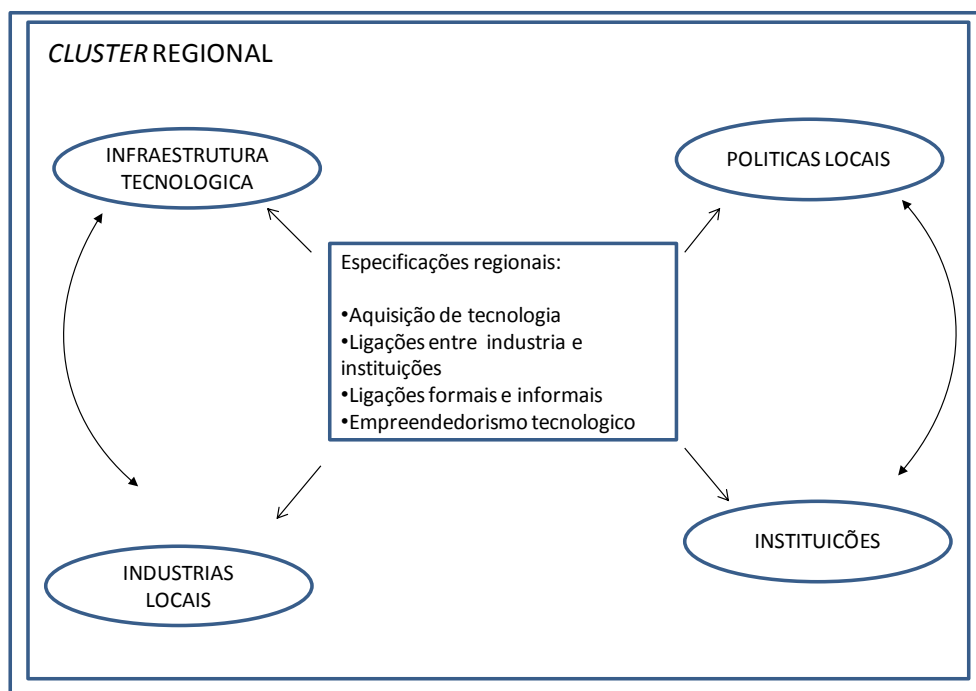 CLUSTER REGIONAL
INFRAESTRUTURA
TECNOLOGICA
POLITICAS LOCAIS
Especificações regionais:
•Aquisição de tecnologia
•Ligações entre industria e
instituições
•Ligações formais e informais
•Empreendedorismo tecnologico
INDUSTRIAS
LOCAIS
INSTITUICÕES